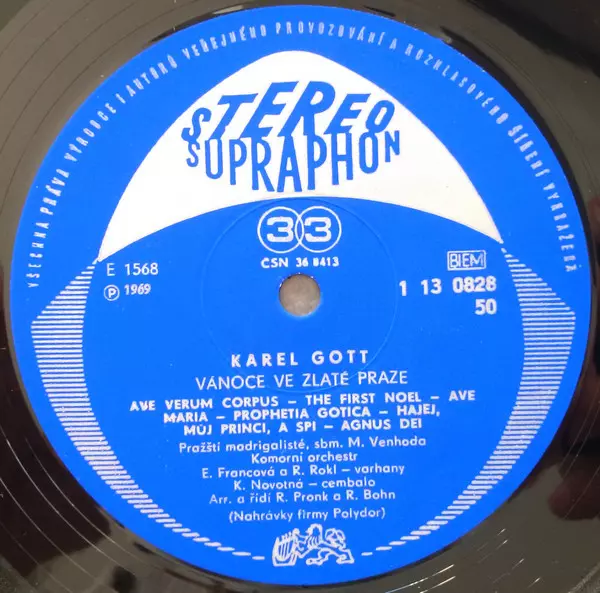 VŠECHNA PRÁVA VÝROBCE I AUTORŮ VEŘEJNÉHO PROVOZOVÁNÍ A ROZHLASOVÉHO ŠÍŘENÍ VYHRAŽENA
STEREO
SUPRAPHON
33
ČSN 36 8413
E 1568
℗ 1969
BIEM
1 13 0828
50
KAREL GOTT
VÁNOCE VE ZLATÉ PRAZE
AVE VERUM CORPUS – THE FIRST NOEL – AVE
MARIA – PROPHETIA GOTICA – HAJEJ,
MŮJ PRINCI, A SPI – AGNUS DEI
Pražští madrigalisté, sbm. M. Venhoda
Komorní orchestr
E. Francová a R. Rokl – varhany
K. Novotná – cembalo
Arr. a řídí R. Pronk a R. Bohn
(Nahrávky firmy Polydor)